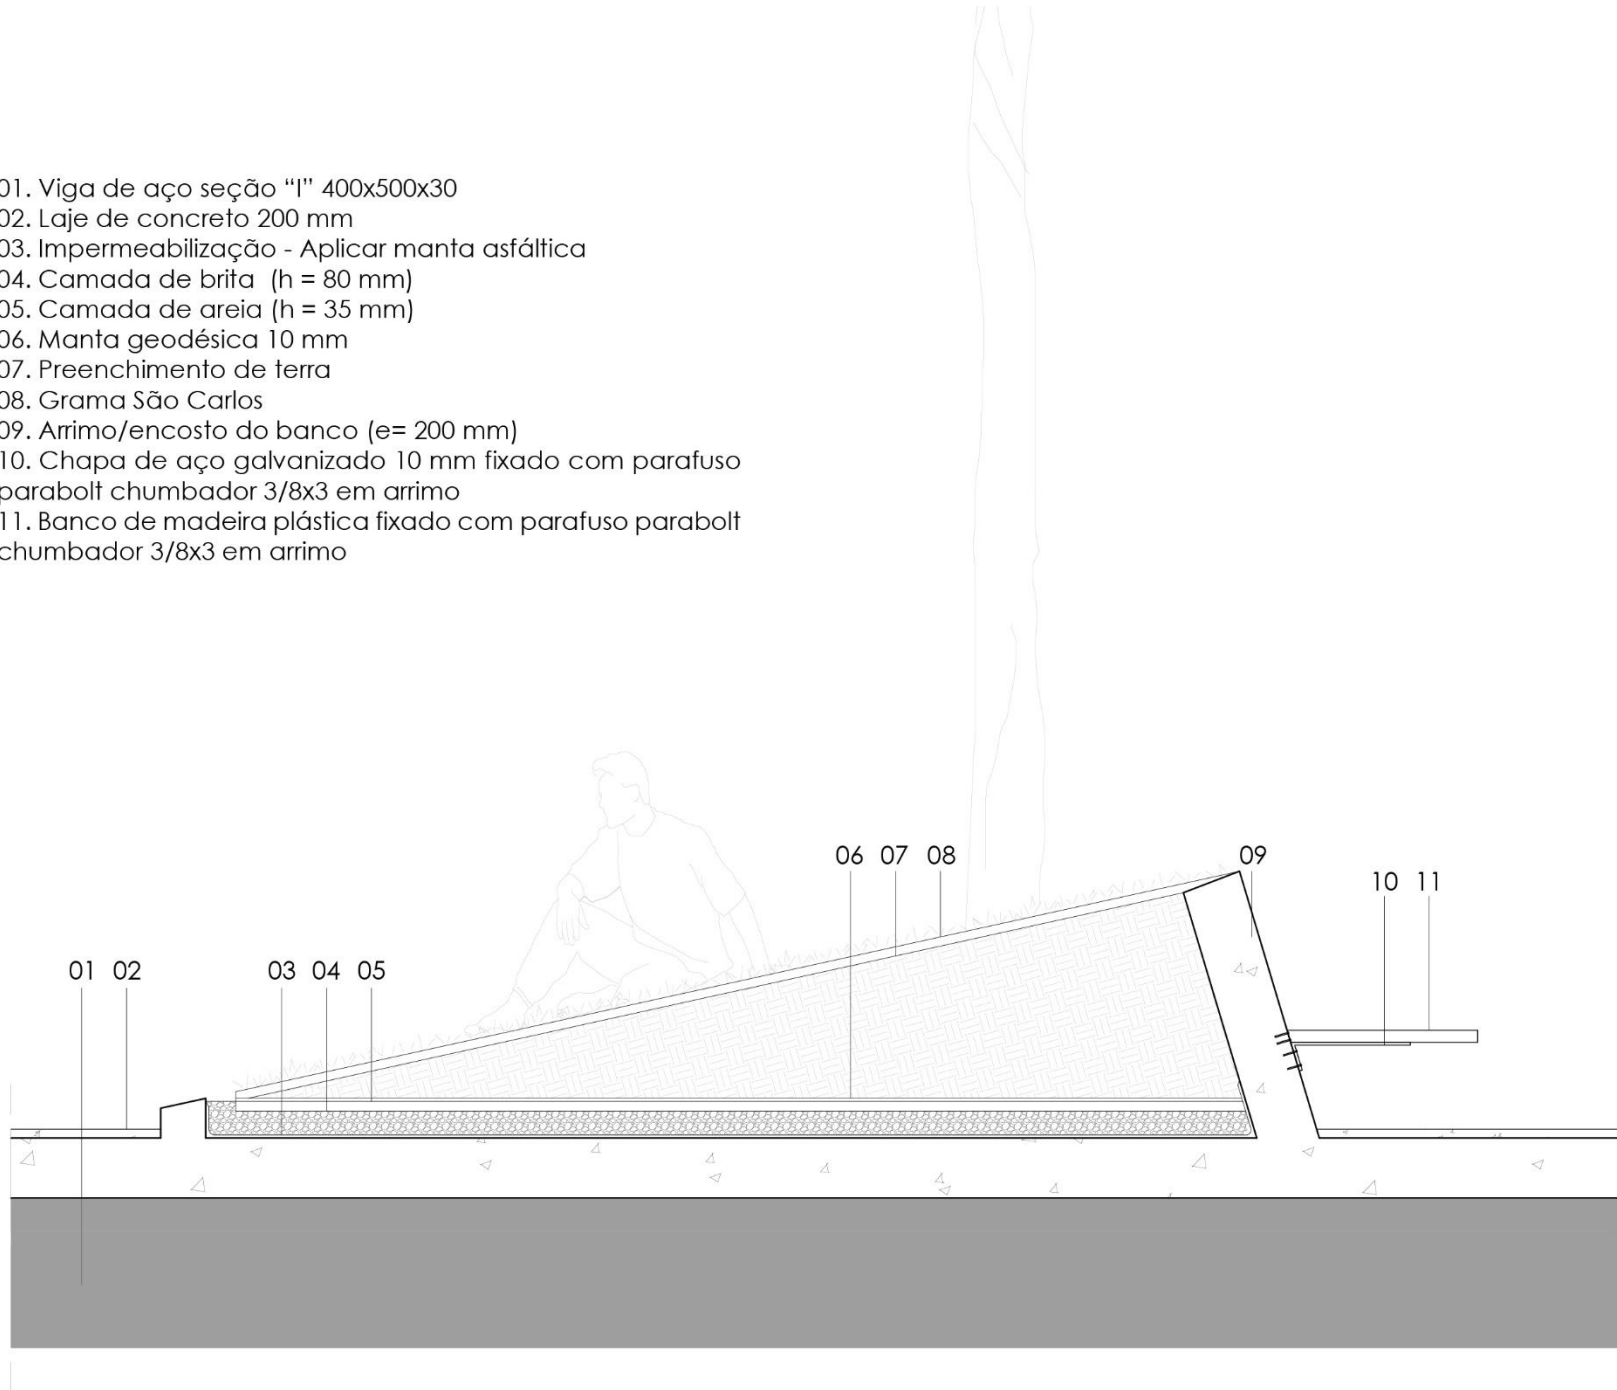 01. Viga de aço seção “I” 400x500x30
02. Laje de concreto 200 mm
03. Impermeabilização - Aplicar manta asfáltica
04. Camada de brita (h = 80 mm)
05. Camada de areia (h = 35 mm)
06. Manta geodésica 10 mm
07. Preenchimento de terra
08. Grama São Carlos
09. Arrimo/encosto do banco (e= 200 mm)
10. Chapa de aço galvanizado 10 mm fixado com parafuso
parabolt chumbador 3/8x3 em arrimo
11. Banco de madeira plástica fixado com parafuso parabolt
chumbador 3/8x3 em arrimo
06 07 08
09
10 11
01 02
03 04 05